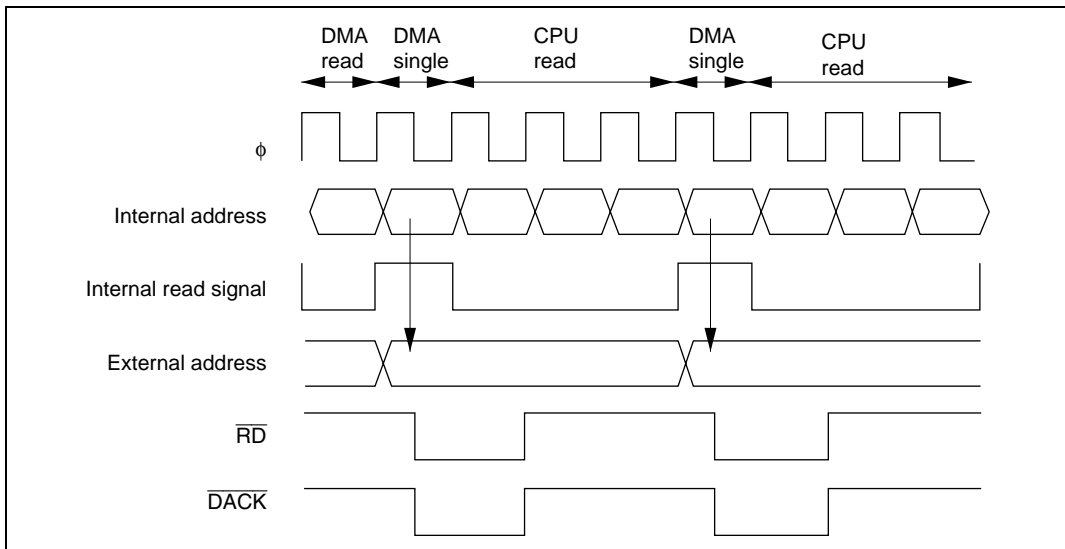 DMA read
DMA single
CPU read
DMA single
CPU read
φ
Internal address
Internal read signal
External address
RD
DACK